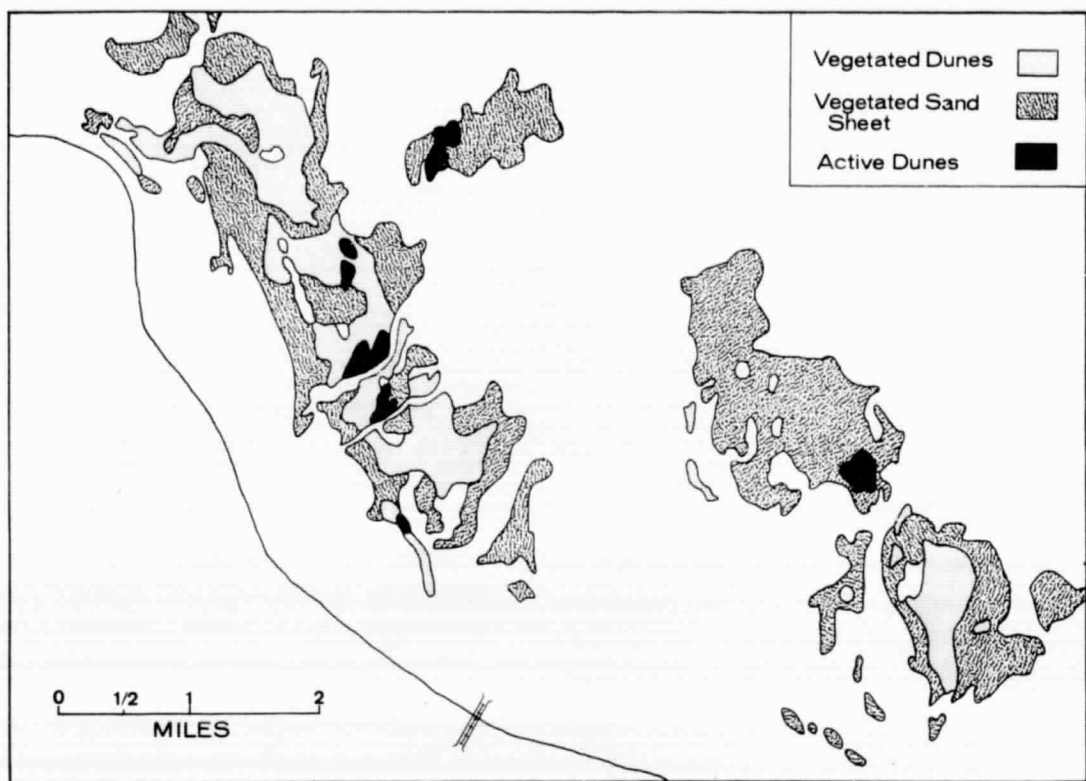 Vegetated Dunes
Vegetated Sand
Sheet
Active Dunes
0 1/2 1 2
MILES